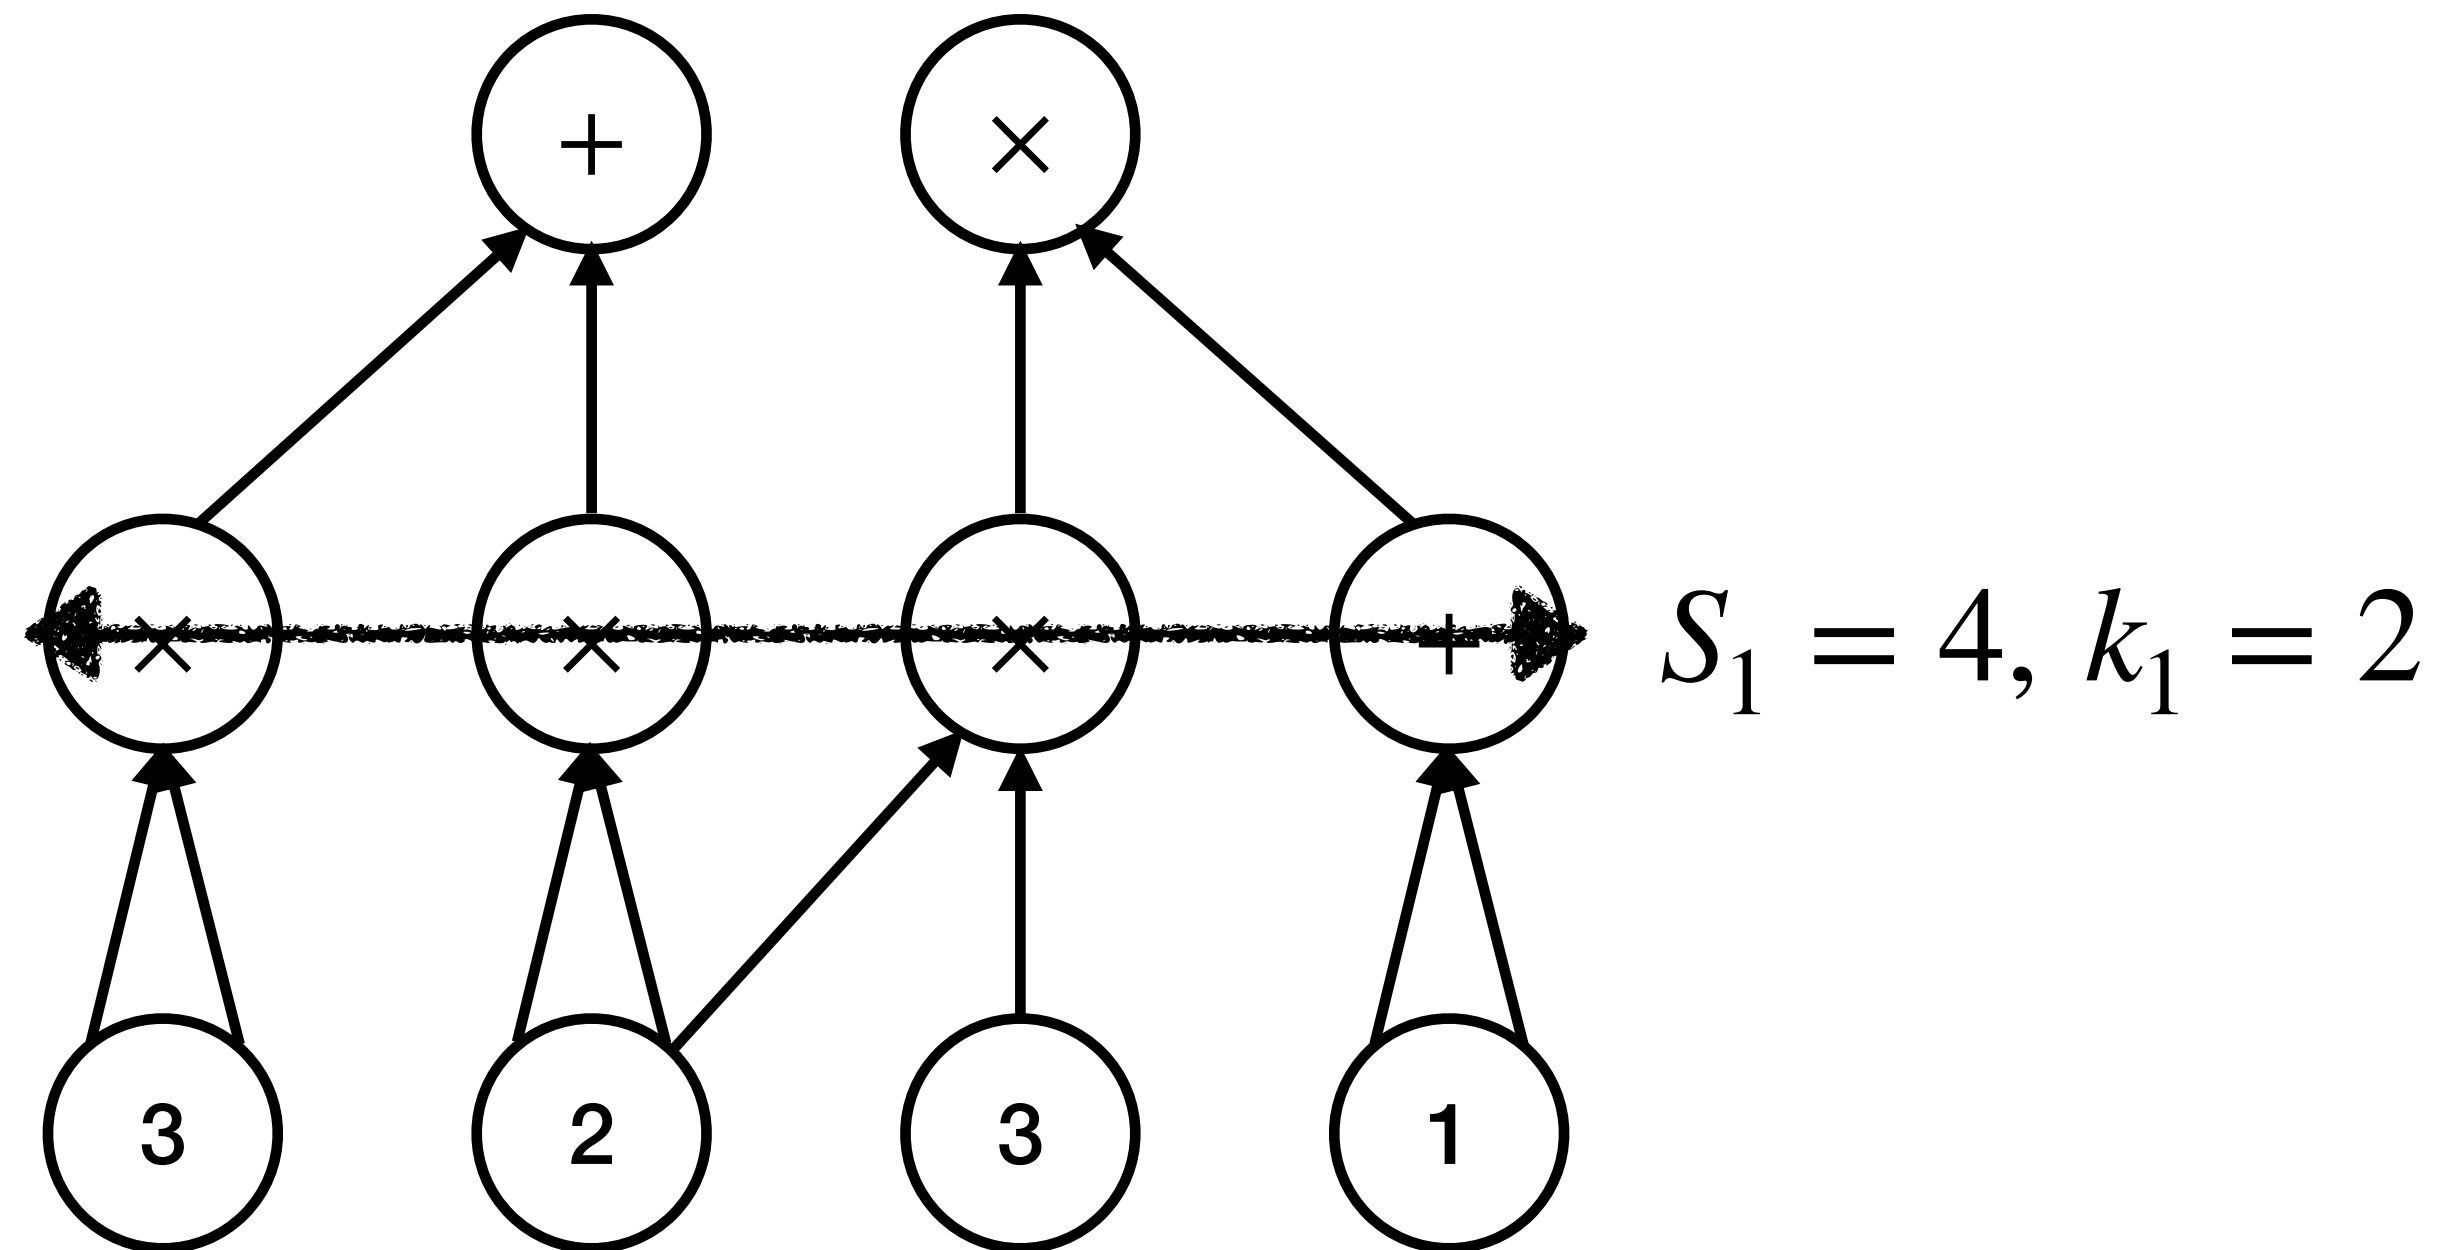 + ×
× × × + S₁ = 4, k₁ = 2
3 2 3 1